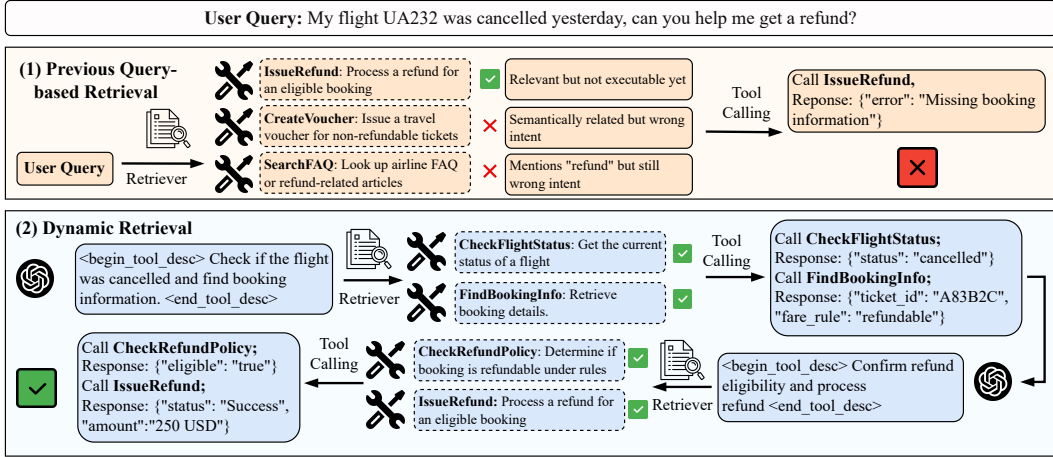 User Query: My flight UA232 was cancelled yesterday, can you help me get a refund?
(1) Previous Query-
based Retrieval
User Query
Retriever
IssueRefund: Process a refund for
an eligible booking
Relevant but not executable yet
CreateVoucher: Issue a travel
voucher for non-refundable tickets
Semantically related but wrong
intent
SearchFAQ: Look up airline FAQ
or refund-related articles
Mentions "refund" but still
wrong intent
Tool
Calling
Call IssueRefund,
Reponse: {"error": "Missing booking
information"}
(2) Dynamic Retrieval
<begin_tool_desc> Check if the flight
was cancelled and find booking
information. <end_tool_desc>
Retriever
CheckFlightStatus: Get the current
status of a flight
FindBookingInfo: Retrieve
booking details.
Tool
Calling
Call CheckFlightStatus;
Response: {"status": "cancelled"}
Call FindBookingInfo;
Response: {"ticket_id": "A83B2C",
"fare_rule": "refundable"}
<begin_tool_desc> Confirm refund
eligibility and process
refund <end_tool_desc>
Retriever
CheckRefundPolicy: Determine if
booking is refundable under rules
IssueRefund: Process a refund for
an eligible booking
Tool
Calling
Call CheckRefundPolicy;
Response: {"eligible": "true"}
Call IssueRefund;
Response: {"status": "Success",
"amount":"250 USD"}